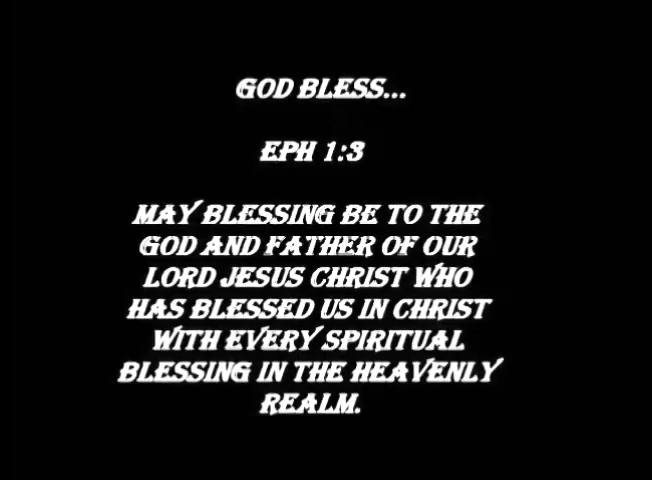 GOD BLESS...
EPH 1:3
MAY BLESSING BE TO THE
GOD AND FATHER OF OUR
LORD JESUS CHRIST WHO
HAS BLESSED US IN CHRIST
WITH EVERY SPIRITUAL
BLESSING IN THE HEAVENLY
REALM.